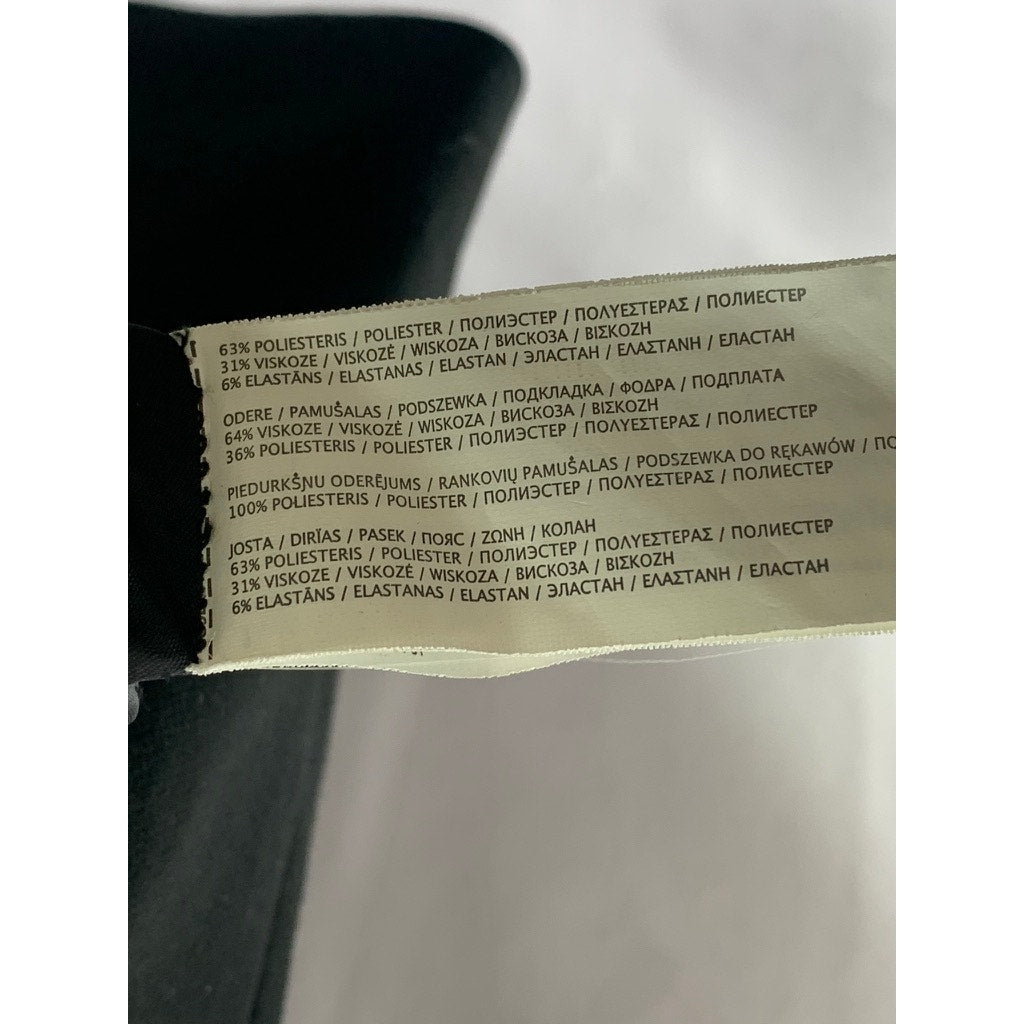 63% POLIESTERIS / POLIESTER / ПОЛИЭСТЕР / ΠΟΛΥΕΣΤΕΡΑΣ / ПОЛИЕСТЕР
31% VISKOZE / VISKOZĖ / WISKOZA / ВИСКОЗА / ΒΙΣΚΟΖΗ
6% ELASTĀNS / ELASTANAS / ELASTAN / ЭЛАСТАН / ΕΛΑΣΤΑΝΗ / ЕЛАСТАН
ODERE / PAMUŠALAS / PODSZEWKA / ПОДКЛАДКА / ΦΟΔΡΑ / ПОДПЛАТА
64% VISKOZE / VISKOZĖ / WISKOZA / ВИСКОЗА / ΒΙΣΚΟΖΗ
36% POLIESTERIS / POLIESTER / ПОЛИЭСТЕР / ΠΟΛΥΕΣΤΕΡΑΣ / ПОЛИЕСТЕР
PIEDURKŠŅU ODERĒJUMS / RANKOVIŲ PAMUŠALAS / PODSZEWKA DO RĘKAWÓW / ПО
100% POLIESTERIS / POLIESTER / ПОЛИЭСТЕР / ΠΟΛΥΕΣΤΕΡΑΣ / ПОЛИЕСТЕР
JOSTA / DIRĪAS / PASEK / ПОЯС / ΖΩΝΗ / КОЛАН
63% POLIESTERIS / POLIESTER / ПОЛИЭСТЕР / ΠΟΛΥΕΣΤΕΡΑΣ / ПОЛИЕСТЕР
31% VISKOZE / VISKOZĖ / WISKOZA / ВИСКОЗА / ΒΙΣΚΟΖΗ
6% ELASTĀNS / ELASTANAS / ELASTAN / ЭЛАСТАН / ΕΛΑΣΤΑΝΗ / ЕЛАСТАН